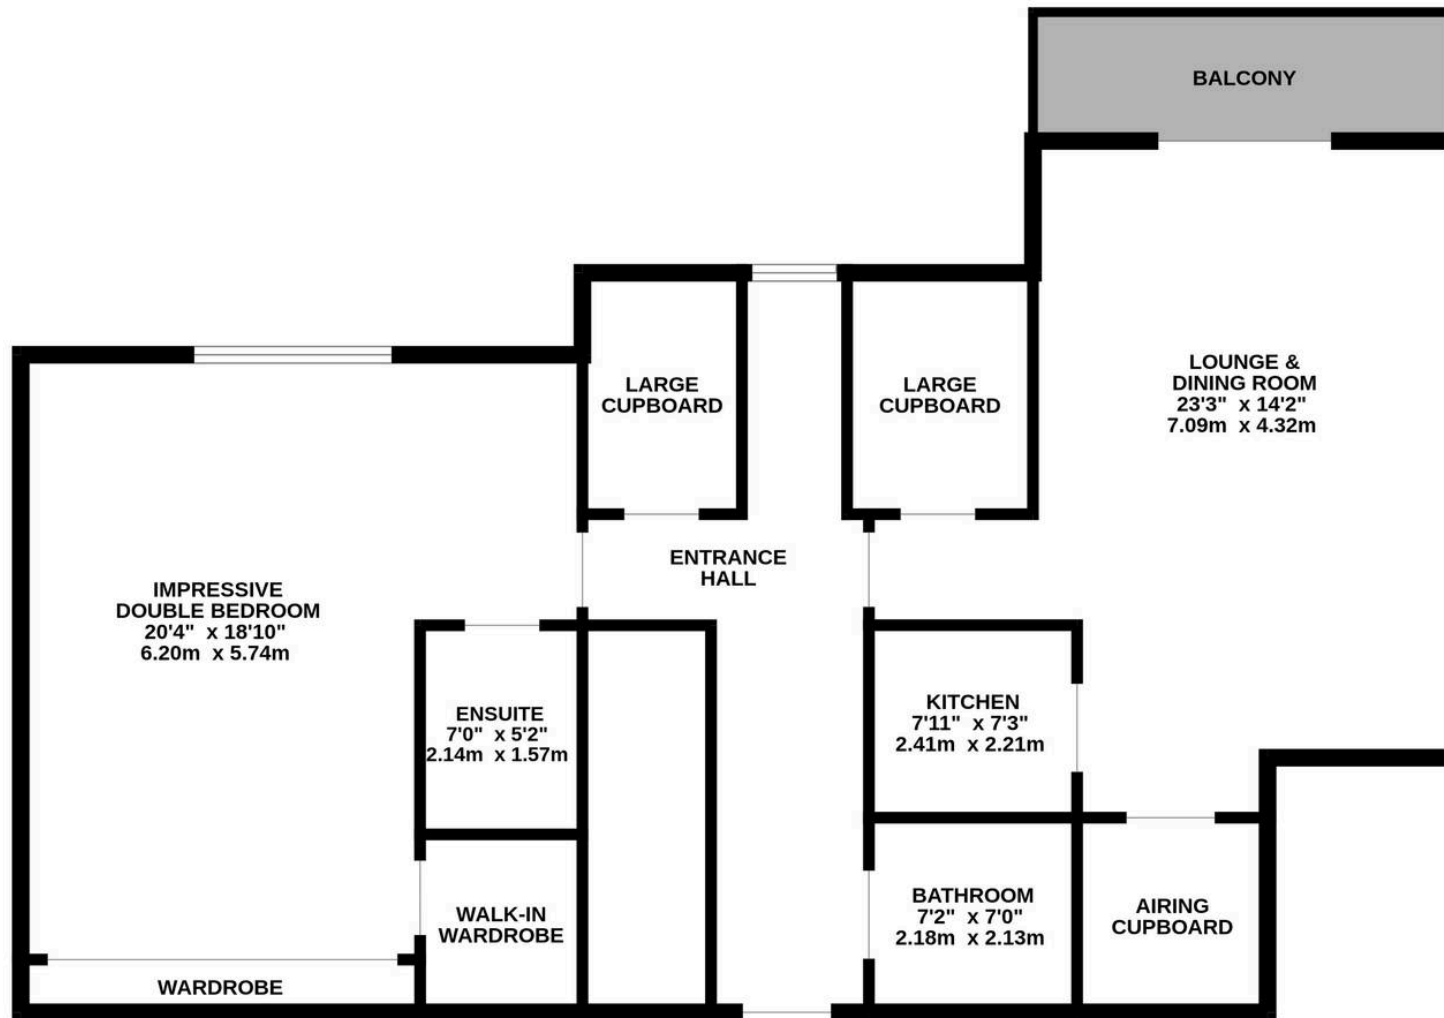 BALCONY
LOUNGE &
DINING ROOM
23'3" x 14'2"
7.09m x 4.32m
LARGE
CUPBOARD
LARGE
CUPBOARD
ENTRANCE
HALL
IMPRESSIVE
DOUBLE BEDROOM
20'4" x 18'10"
6.20m x 5.74m
ENSUITE
7'0" x 5'2"
2.14m x 1.57m
KITCHEN
7'11" x 7'3"
2.41m x 2.21m
WALK-IN
WARDROBE
BATHROOM
7'2" x 7'0"
2.18m x 2.13m
AIRING
CUPBOARD
WARDROBE